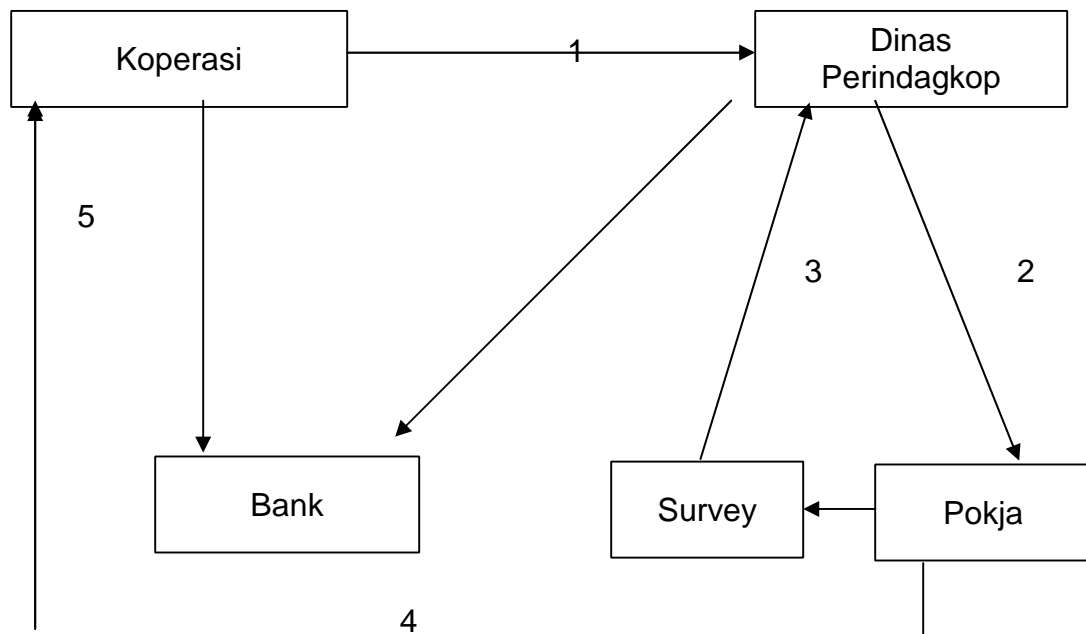 Koperasi
1
Dinas
Perindagkop
5
3
2
Bank
Survey
Pokja
4